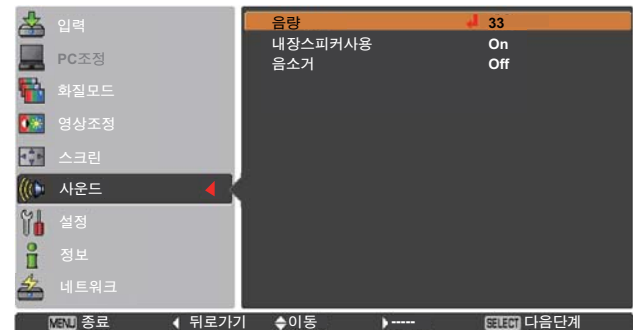 입력
PC조정
화질모드
영상조정
스크린
사운드
설정
정보
네트워크
음량 33
내장스피커사용 On
음소거 Off
MENU 종료 뒤로가기 이동 ----- SELECT 다음단계